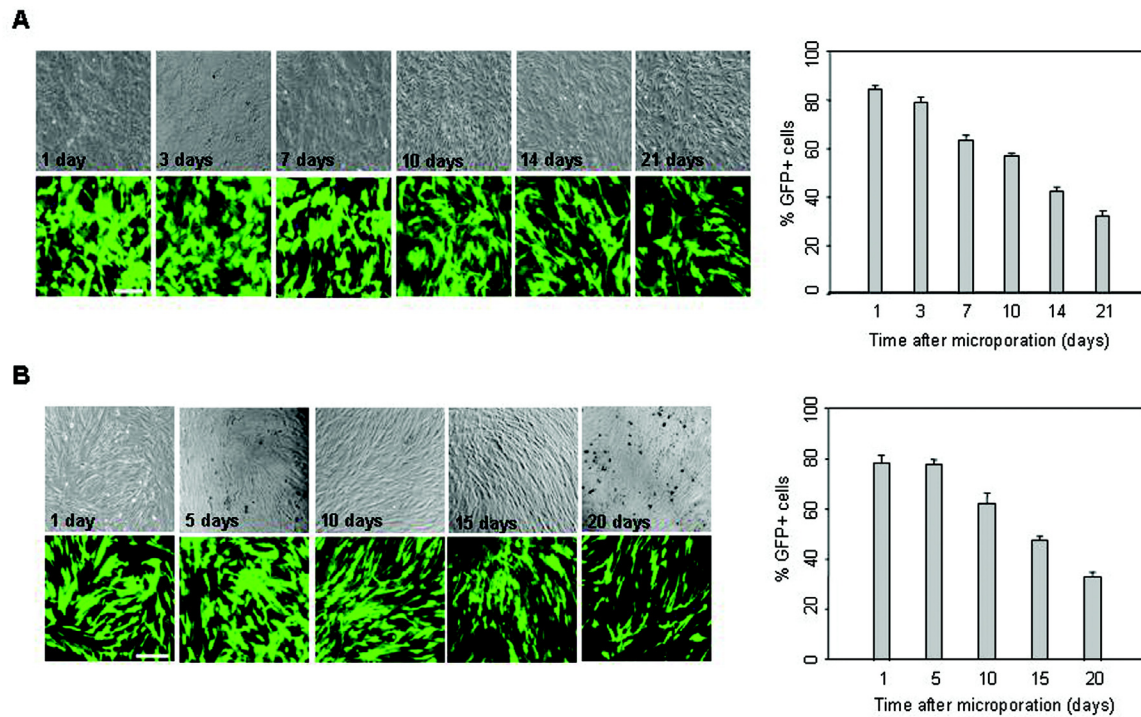 A
1 day
3 days
7 days
10 days
14 days
21 days
% GFP+ cells
100
80
60
40
20
0
1 3 7 10 14 21
Time after microporation (days)
B
1 day
5 days
10 days
15 days
20 days
% GFP+ cells
100
80
60
40
20
0
1 5 10 15 20
Time after microporation (days)